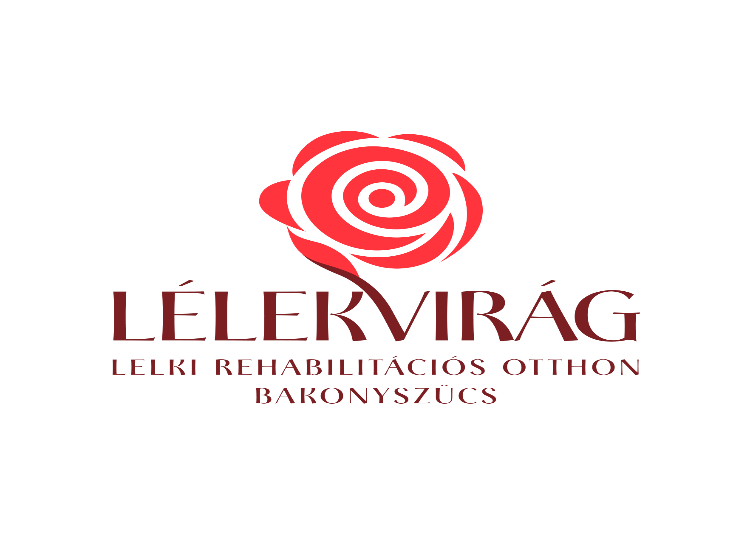 LÉLEKVIRÁG
LELKI REHABILITÁCIÓS OTTHON
BAKONYSZÜCS